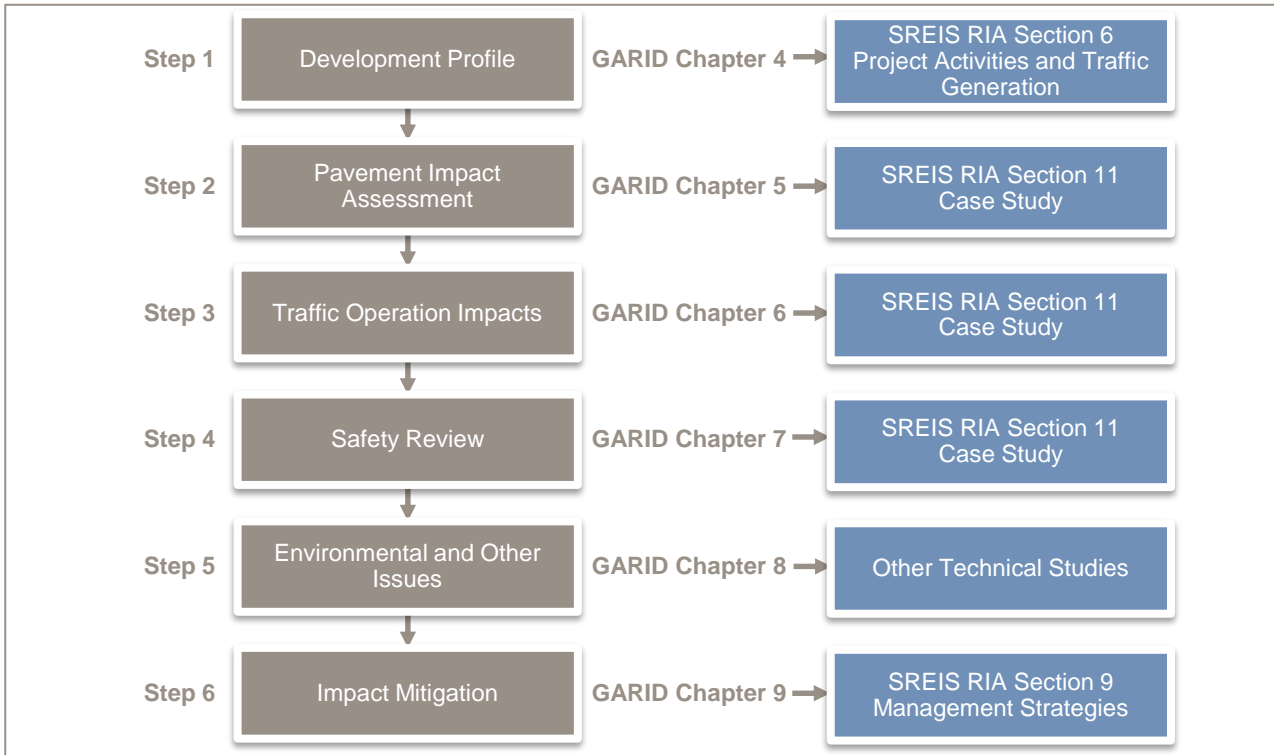 Step 1
Development Profile
GARID Chapter 4
SREIS RIA Section 6
Project Activities and Traffic
Generation
Step 2
Pavement Impact
Assessment
GARID Chapter 5
SREIS RIA Section 11
Case Study
Step 3
Traffic Operation Impacts
GARID Chapter 6
SREIS RIA Section 11
Case Study
Step 4
Safety Review
GARID Chapter 7
SREIS RIA Section 11
Case Study
Step 5
Environmental and Other
Issues
GARID Chapter 8
Other Technical Studies
Step 6
Impact Mitigation
GARID Chapter 9
SREIS RIA Section 9
Management Strategies